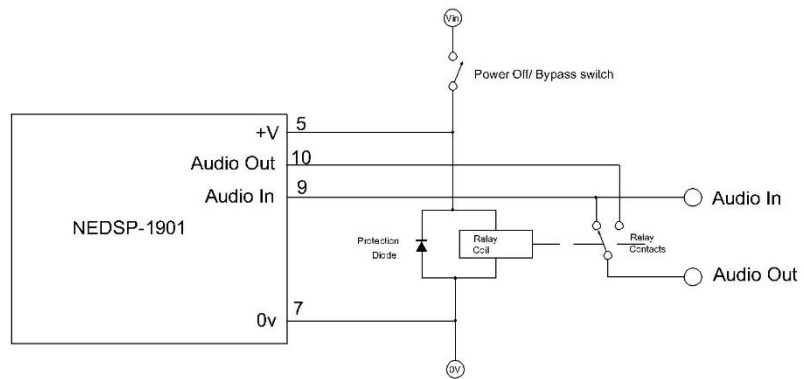 Vin
Power Off/ Bypass switch
+V 5
Audio Out 10
Audio In 9
Audio In
NEDSP-1901
Protection
Diode
Relay
Coil
Relay
Contacts
Audio Out
0v 7
0V